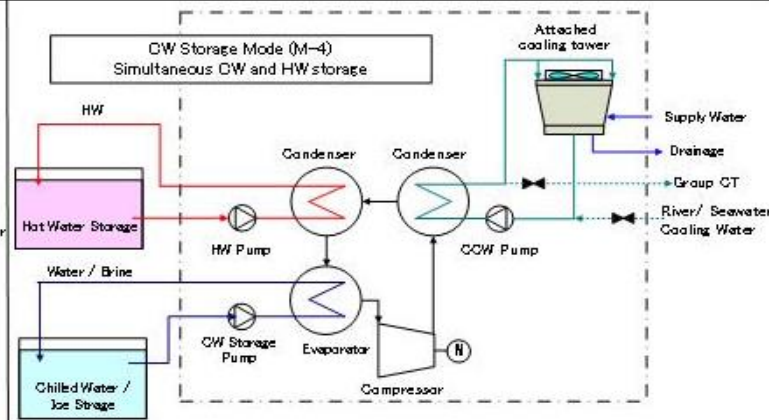 CW Storage Mode (M-4)
Simultaneous CW and HW storage
Attached
cooling tower
HW
Supply Water
Drainage
Condenser
Condenser
Group CT
Hot Water Storage
River/ Seawater
Cooling Water
HW Pump
CCW Pump
r
Water / Brine
CW Storage
Pump
Evaporator
N
Chilled Water /
Ice Strage
Compressor